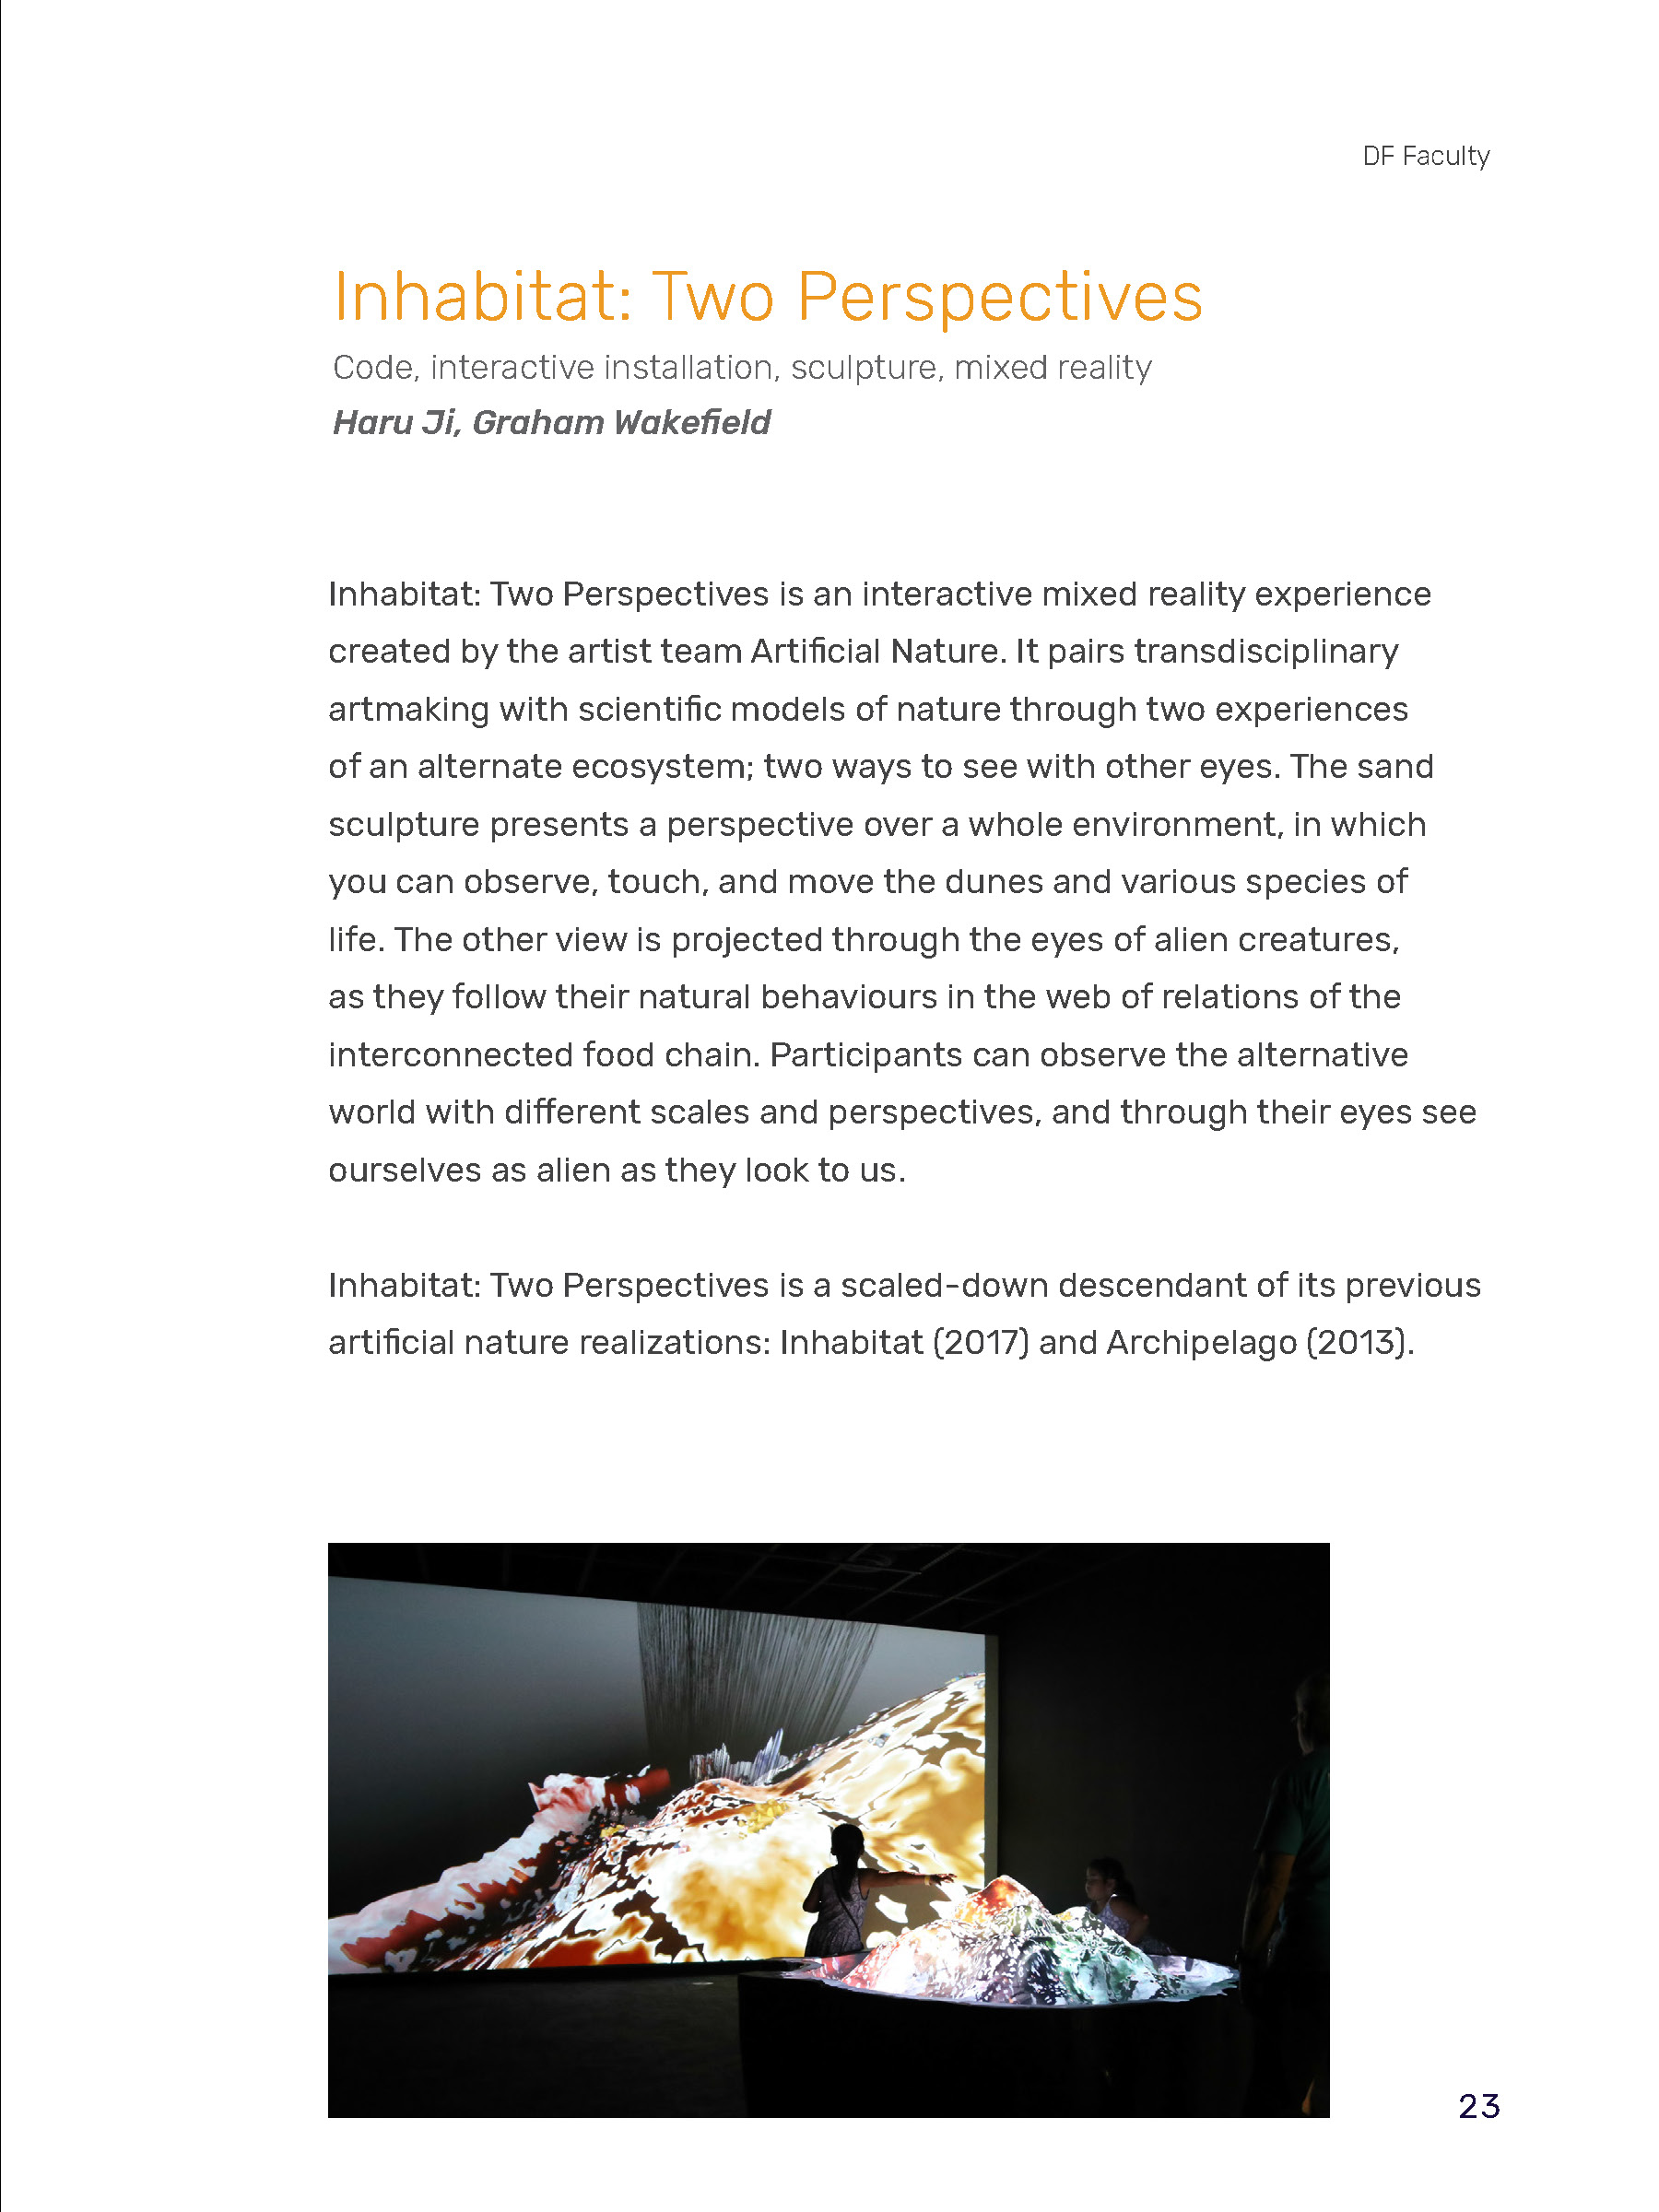 DF Faculty
Inhabitat: Two Perspectives
Code, interactive installation, sculpture, mixed reality
Haru Ji, Graham Wakefield
Inhabitat: Two Perspectives is an interactive mixed reality experience
created by the artist team Artificial Nature. It pairs transdisciplinary
artmaking with scientific models of nature through two experiences
of an alternate ecosystem; two ways to see with other eyes. The sand
sculpture presents a perspective over a whole environment, in which
you can observe, touch, and move the dunes and various species of
life. The other view is projected through the eyes of alien creatures,
as they follow their natural behaviours in the web of relations of the
interconnected food chain. Participants can observe the alternative
world with different scales and perspectives, and through their eyes see
ourselves as alien as they look to us.
Inhabitat: Two Perspectives is a scaled-down descendant of its previous
artificial nature realizations: Inhabitat (2017) and Archipelago (2013).
23